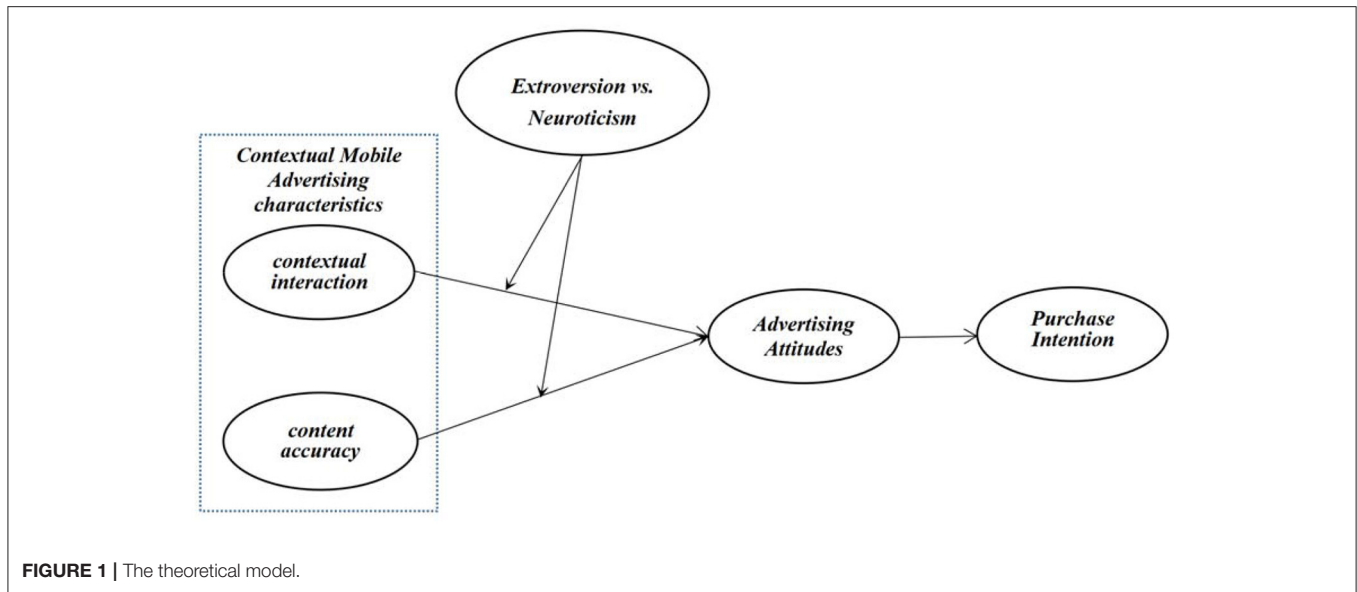 Extroversion vs.
Neuroticism
Contextual Mobile
Advertising
characteristics
contextual
interaction
Advertising
Attitudes
Purchase
Intention
content
accuracy
FIGURE 1 | The theoretical model.